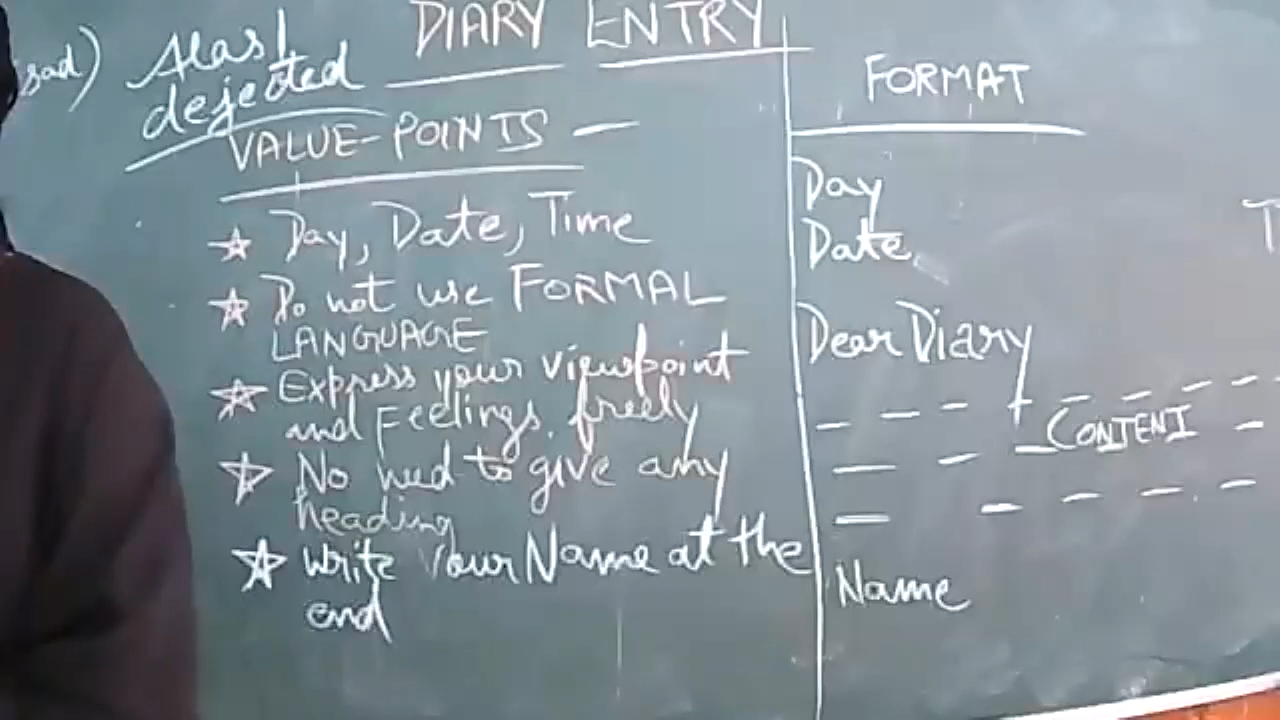 DIARY ENTRY
sad) Alas!
dejected
VALUE-POINTS -
☆ Day, Date, Time
☆ Do not use FORMAL
LANGUAGE
☆ Express your viewpoint
and Feelings freely
☆ No need to give any
heading
☆ Write Your Name at the
end
FORMAT
Day
Date,
T
Dear Diary
CONTENT
Name